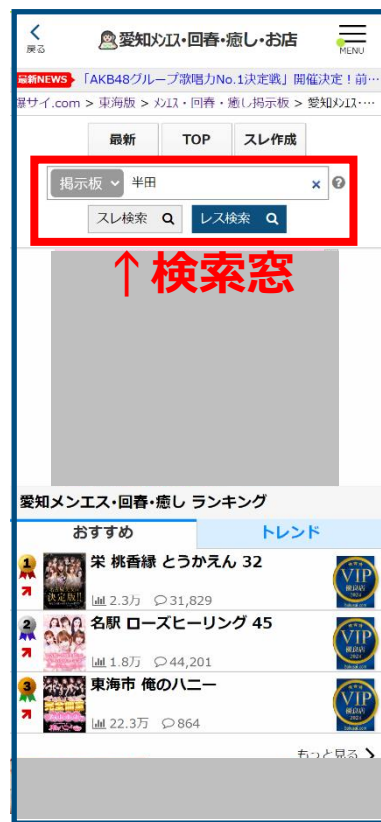 戻る
愛知メンエス・回春・癒し・お店
MENU
最新NEWS 「AKB48グループ歌唱力No.1決定戦」開催決定！前…
爆サイ.com > 東海版 > メンエス・回春・癒し掲示板 > 愛知メンエス・…
最新 TOP スレ作成
掲示板 半田 × ?
スレ検索 レス検索
↑検索窓
愛知メンエス・回春・癒し ランキング
おすすめ トレンド
1 栄 桃香縁 とうかえん 32
2.3万 31,829
VIP
2 名駅 ローズヒーリング 45
1.8万 44,201
VIP
3 東海市 俺のハニー
22.3万 864
VIP
もっと見る